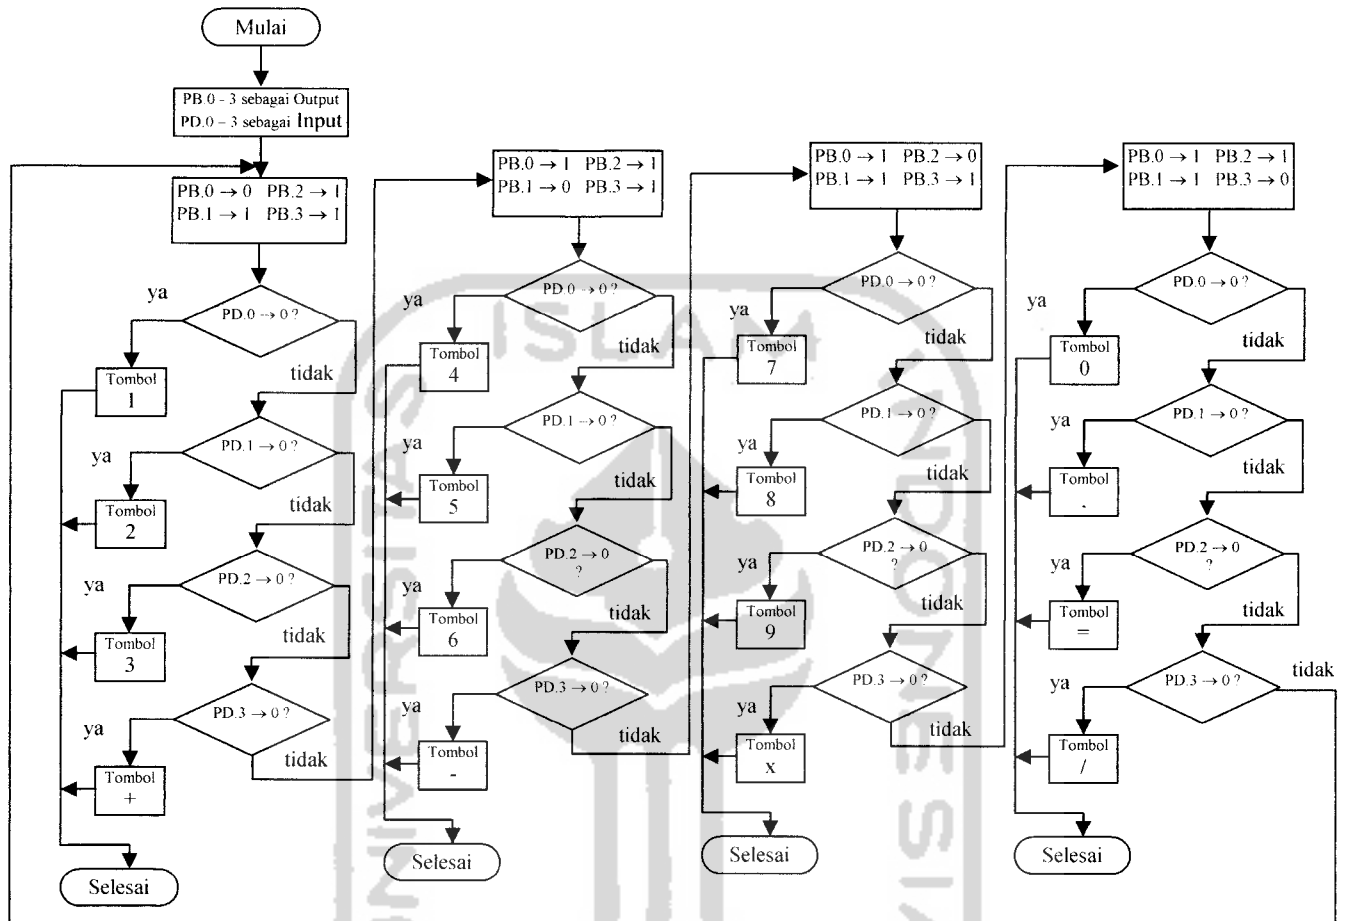 Mulai
PB.0 - 3 sebagai Output
PD.0 – 3 sebagai Input
PB.0 → 0 PB.2 → 1
PB.1 → 1 PB.3 → 1
PD.0 → 0 ?
ya
tidak
Tombol
1
PD.1 → 0 ?
ya
tidak
Tombol
2
PD.2 → 0 ?
ya
tidak
Tombol
3
PD.3 → 0 ?
ya
tidak
Tombol
+
Selesai
PB.0 → 1 PB.2 → 1
PB.1 → 0 PB.3 → 1
PD.0 → 0 ?
ya
tidak
Tombol
4
PD.1 → 0 ?
ya
tidak
Tombol
5
PD.2 → 0
?
ya
tidak
Tombol
6
PD.3 → 0 ?
ya
tidak
Tombol
-
Selesai
PB.0 → 1 PB.2 → 0
PB.1 → 1 PB.3 → 1
PD.0 → 0 ?
ya
tidak
Tombol
7
PD.1 → 0 ?
ya
tidak
Tombol
8
PD.2 → 0
?
ya
tidak
Tombol
9
PD.3 → 0 ?
ya
tidak
Tombol
x
Selesai
PB.0 → 1 PB.2 → 1
PB.1 → 1 PB.3 → 0
PD.0 → 0 ?
ya
tidak
Tombol
0
PD.1 → 0 ?
ya
tidak
Tombol
.
PD.2 → 0
?
ya
tidak
Tombol
=
PD.3 → 0 ?
ya
tidak
Tombol
/
Selesai
UNIVERSITAS
ISLAM